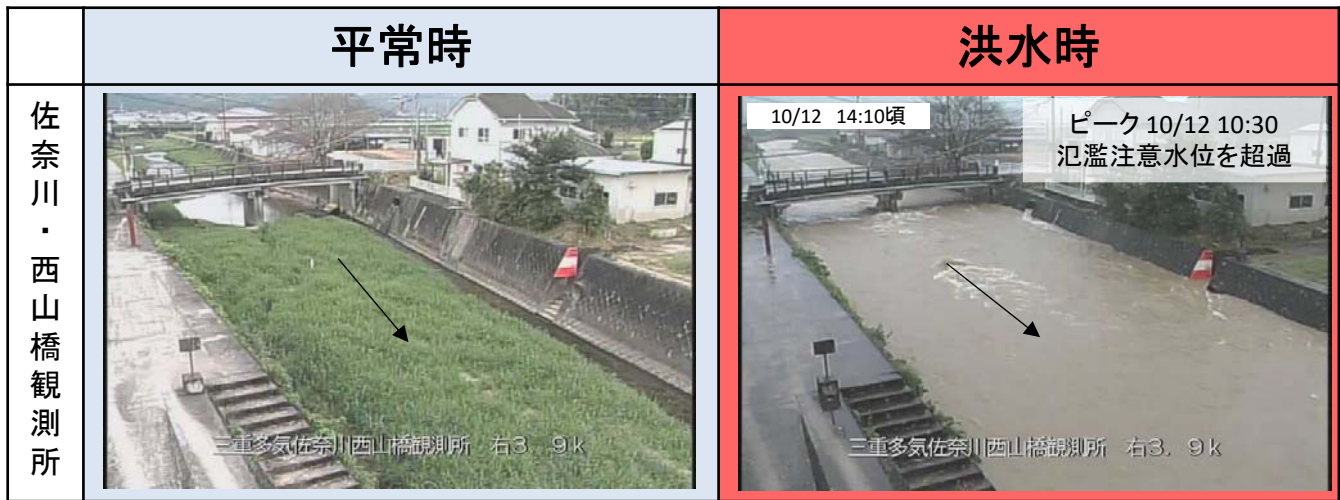 平常時
洪水時
佐奈川・西山橋観測所
三重多気佐奈川西山橋観測所 右3. 9k
10/12 14:10頃
ピーク 10/12 10:30
氾濫注意水位を超過
三重多気佐奈川西山橋観測所 右3. 9k